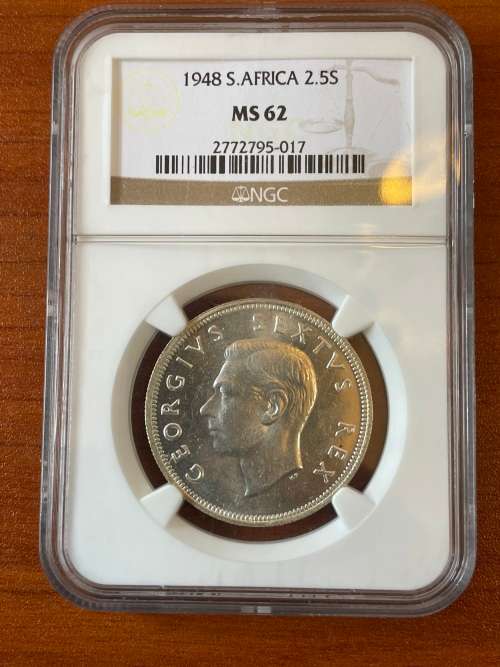 1948 S.AFRICA 2.5S
MS 62
2772795-017
NGC
GEORGIVS SEXTVS REX